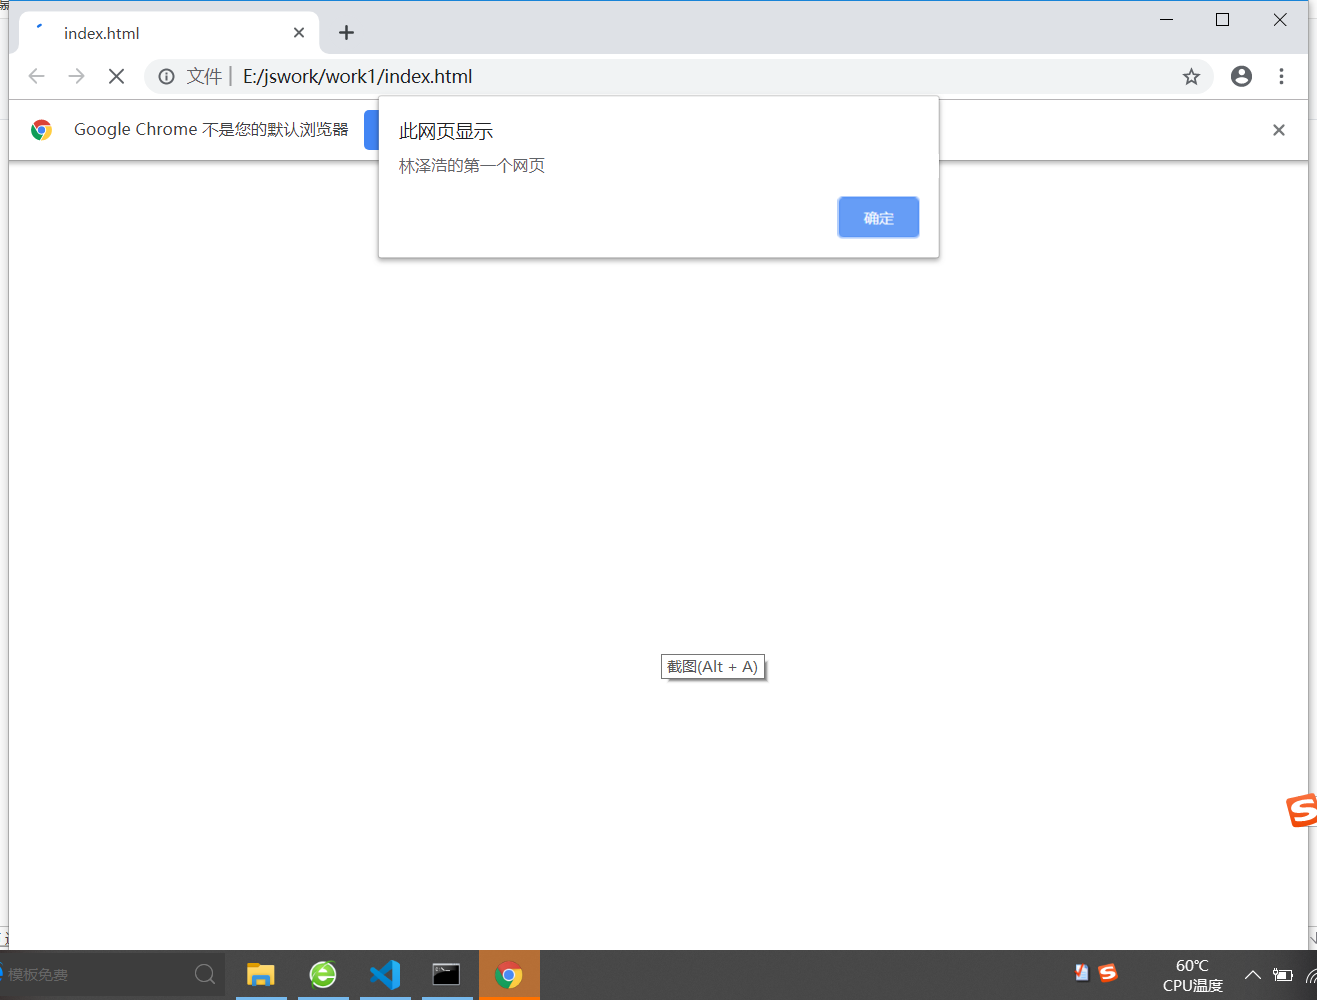 index.html
文件 | E:/jswork/work1/index.html
Google Chrome 不是您的默认浏览器
此网页显示
林泽浩的第一个网页
确定
截图(Alt + A)
模板免费
60℃
CPU温度